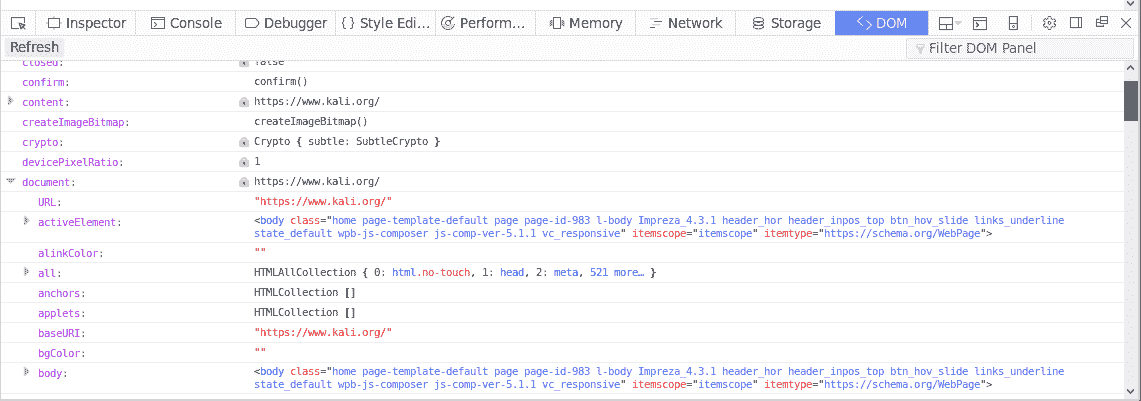 Inspector Console Debugger { } Style Edi... Perform... Memory Network Storage DOM
Refresh Filter DOM Panel
closed: false
confirm: confirm()
content: https://www.kali.org/
createImageBitmap: createImageBitmap()
crypto: Crypto { subtle: SubtleCrypto }
devicePixelRatio: 1
document: https://www.kali.org/
URL: "https://www.kali.org/"
activeElement: <body class="home page-template-default page page-id-983 l-body Impreza_4.3.1 header_hor header_inpos_top btn_hov_slide links_underline
state_default wpb-js-composer js-comp-ver-5.1.1 vc_responsive" itemscope="itemscope" itemtype="https://schema.org/WebPage">
alinkColor: ""
all: HTMLAllCollection { 0: html.no-touch, 1: head, 2: meta, 521 more… }
anchors: HTMLCollection []
applets: HTMLCollection []
baseURI: "https://www.kali.org/"
bgColor: ""
body: <body class="home page-template-default page page-id-983 l-body Impreza_4.3.1 header_hor header_inpos_top btn_hov_slide links_underline
state_default wpb-js-composer js-comp-ver-5.1.1 vc_responsive" itemscope="itemscope" itemtype="https://schema.org/WebPage">